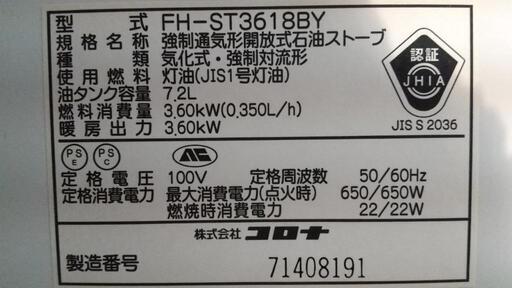 型式 FH-ST3618BY
種類 強制通気形開放式石油ストーブ
気化式・強制対流形
使用燃料 灯油(JIS1号灯油)
油タンク容量 7.2L
燃料消費量 3.60kW(0.350L/h)
暖房出力 3.60kW
認証
JHIA
JIS S 2036
PS E
PS C
定格電圧 100V 定格周波数 50/60Hz
定格消費電力 最大消費電力(点火時) 650/650W
燃焼時消費電力 22/22W
株式会社 コロナ
製造番号 71408191